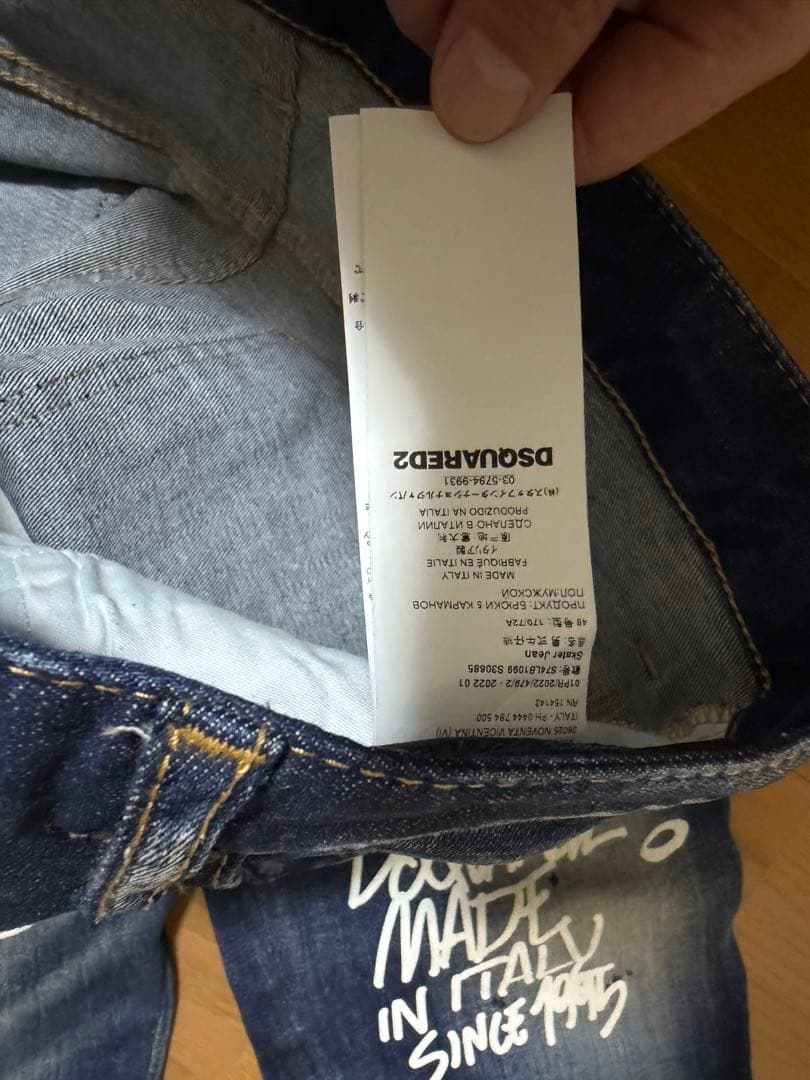 36025 NOVENTA VICENTINA (VI)
ITALY - PH 0444 784 500
RN 154143
01PR/2022/479/2 - 2022 01
款号: S74LB1099 S30685
Skater Jean
品名: 男式牛仔裤
48 号型: 170/72A
ПРОДУКТ: БРЮКИ 5 КАРМАНОВ
ПОЛ:МУЖСКОЙ
MADE IN ITALY
FABRIQUÉ EN ITALIE
イタリア製
原产地: 意大利
СДЕЛАНО В ИТАЛИИ
PRODUZIDO NA ITALIA
(株)スタッフインターナショナルジャパン
03-5794-9931
DSQUARED2
MADE
IN ITALY
SINCE 1995